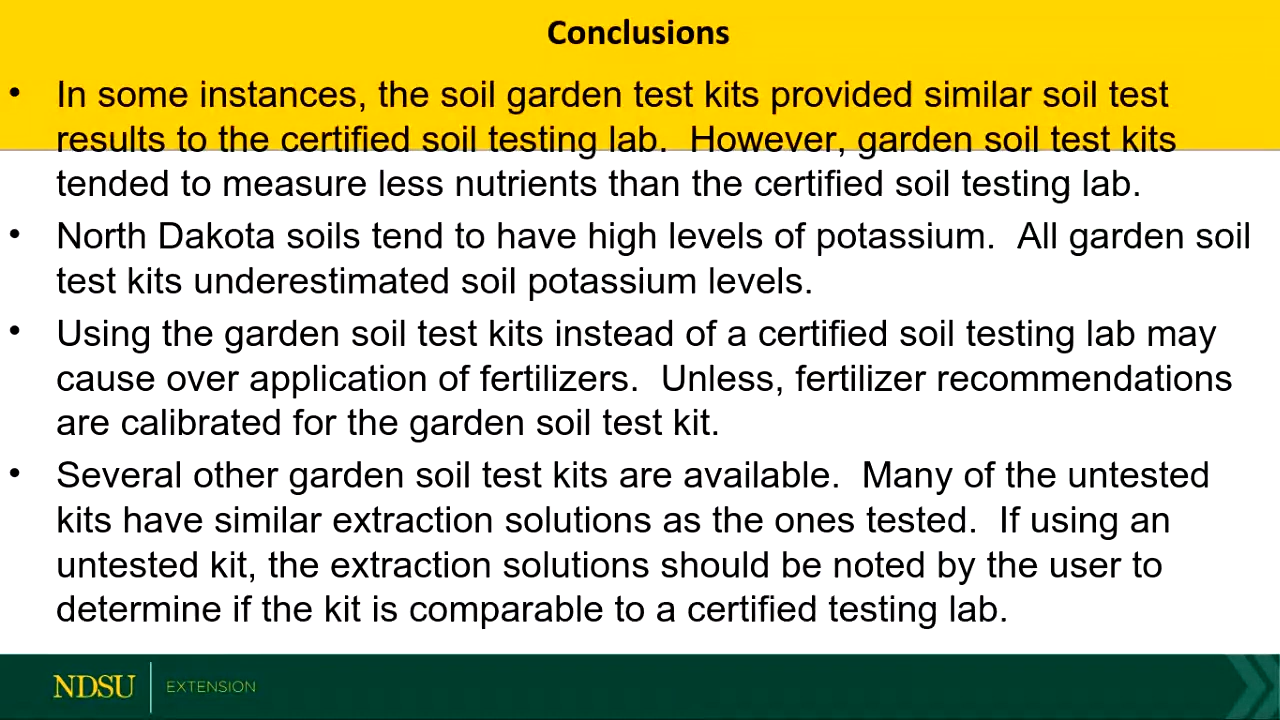 Conclusions
• In some instances, the soil garden test kits provided similar soil test
results to the certified soil testing lab.  However, garden soil test kits
tended to measure less nutrients than the certified soil testing lab.
• North Dakota soils tend to have high levels of potassium.  All garden soil
test kits underestimated soil potassium levels.
• Using the garden soil test kits instead of a certified soil testing lab may
cause over application of fertilizers.  Unless, fertilizer recommendations
are calibrated for the garden soil test kit.
• Several other garden soil test kits are available.  Many of the untested
kits have similar extraction solutions as the ones tested.  If using an
untested kit, the extraction solutions should be noted by the user to
determine if the kit is comparable to a certified testing lab.
NDSU EXTENSION